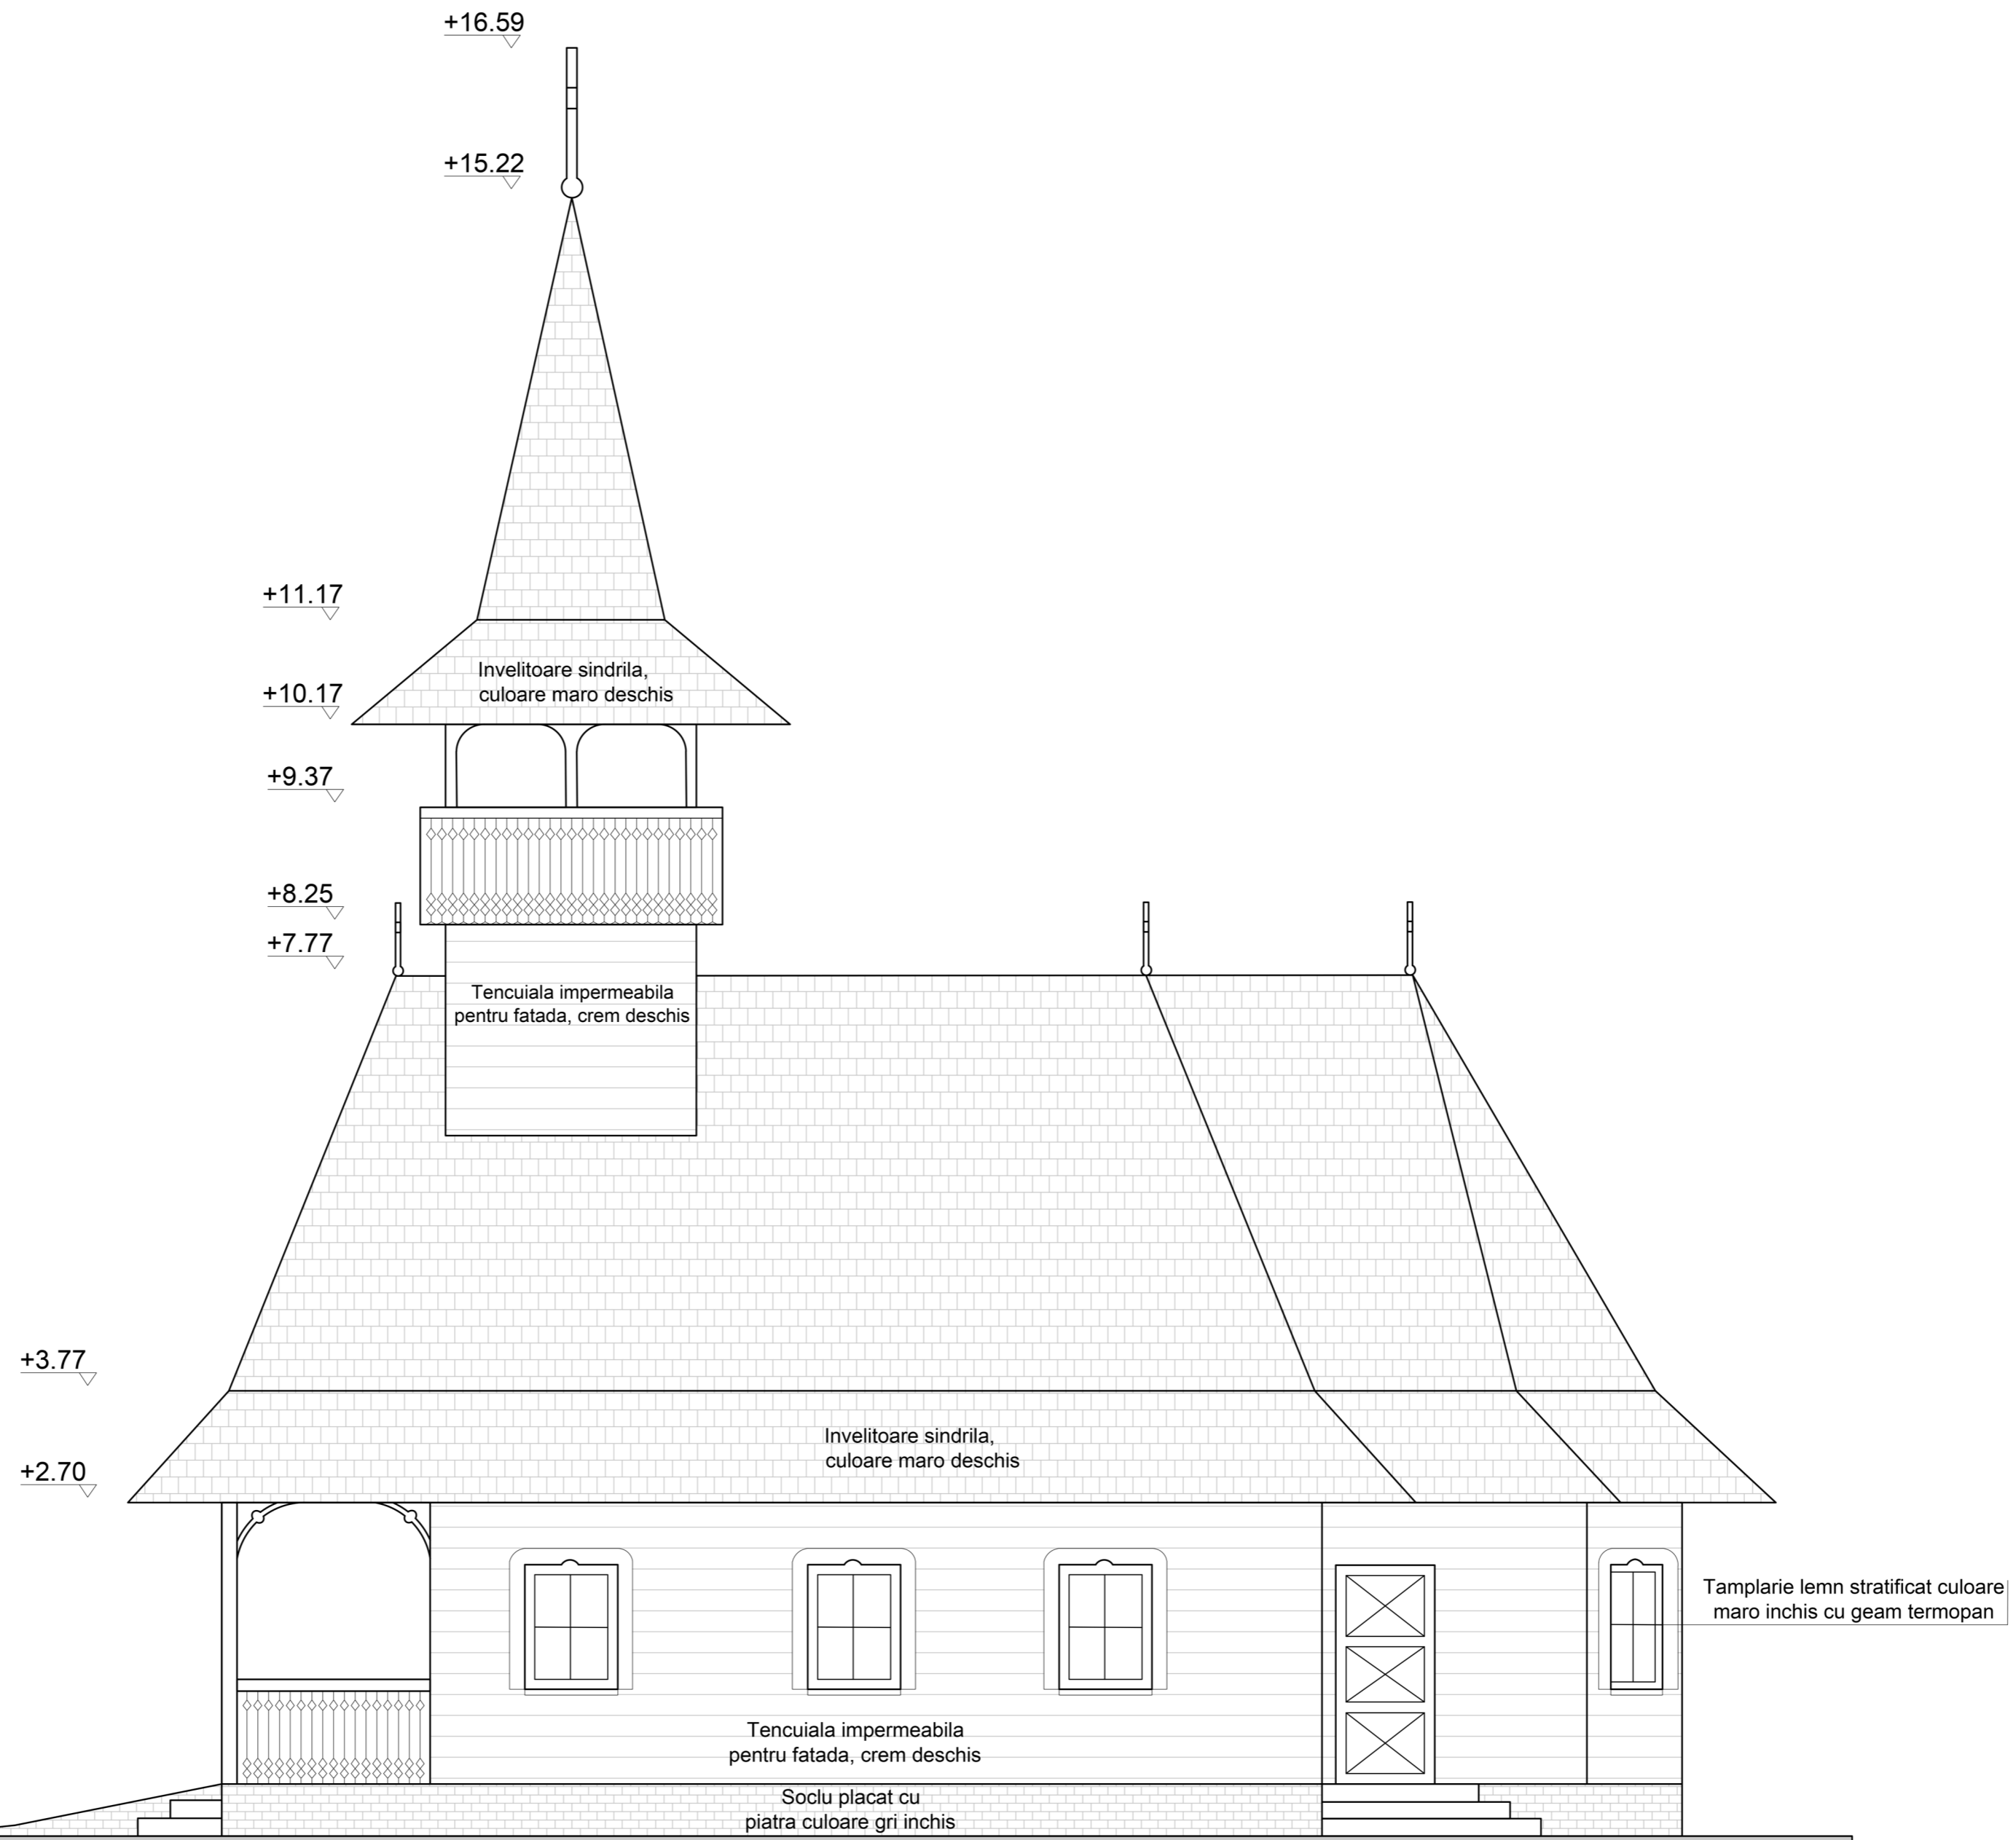 +16.59
+15.22
+11.17
Invelitoare sindrila,
culoare maro deschis
+10.17
+9.37
+8.25
+7.77
Tencuiala impermeabila
pentru fatada, crem deschis
+3.77
Invelitoare sindrila,
culoare maro deschis
+2.70
Tamplarie lemn stratificat culoare
maro inchis cu geam termopan
Tencuiala impermeabila
pentru fatada, crem deschis
Soclu placat cu
piatra culoare gri inchis